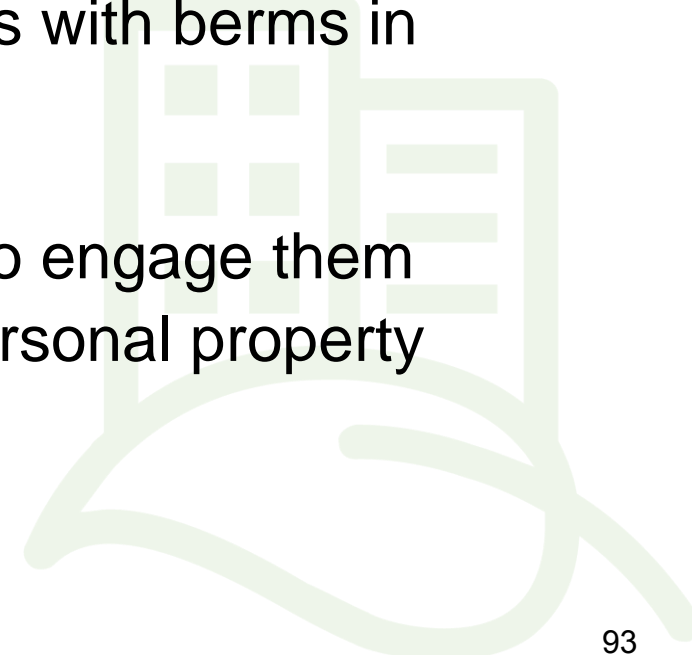 s with berms in
o engage them
rsonal property
93